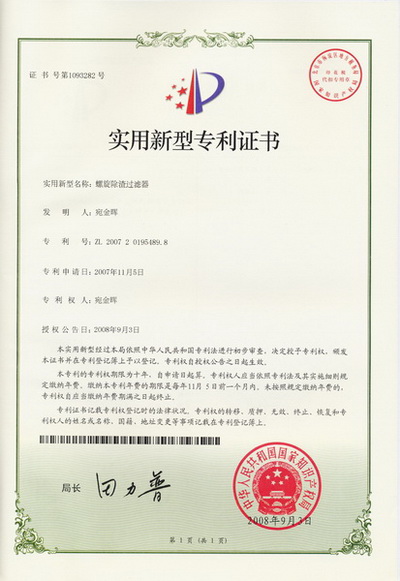 证 书 号第1093282号
印花税
代扣专用章
实用新型专利证书
实用新型名称：螺旋除渣过滤器
发 明 人：宛金晖
专 利 号：ZL 2007 2 0195489.8
专利申请日：2007年11月5日
专 利 权 人：宛金晖
授权公告日：2008年9月3日
本实用新型经过本局依照中华人民共和国专利法进行初步审查，决定授予专利权，颁发
本证书并在专利登记簿上予以登记。专利权自授权公告之日起生效。
本专利的专利权期限为十年，自申请日起算。专利权人应当依照专利法及其实施细则规
定缴纳年费。缴纳本专利年费的期限是每年11月 5 日前一个月内。未按照规定缴纳年费的，
专利权自应当缴纳年费期满之日起终止。
专利证书记载专利权登记时的法律状况。专利权的转移、质押、无效、终止、恢复和专
利权人的姓名或名称、国籍、地址变更等事项记载在专利登记簿上。
局长 田力普
中华人民共和国国家知识产权局
2008年9月3日
第 1 页（共 1 页）